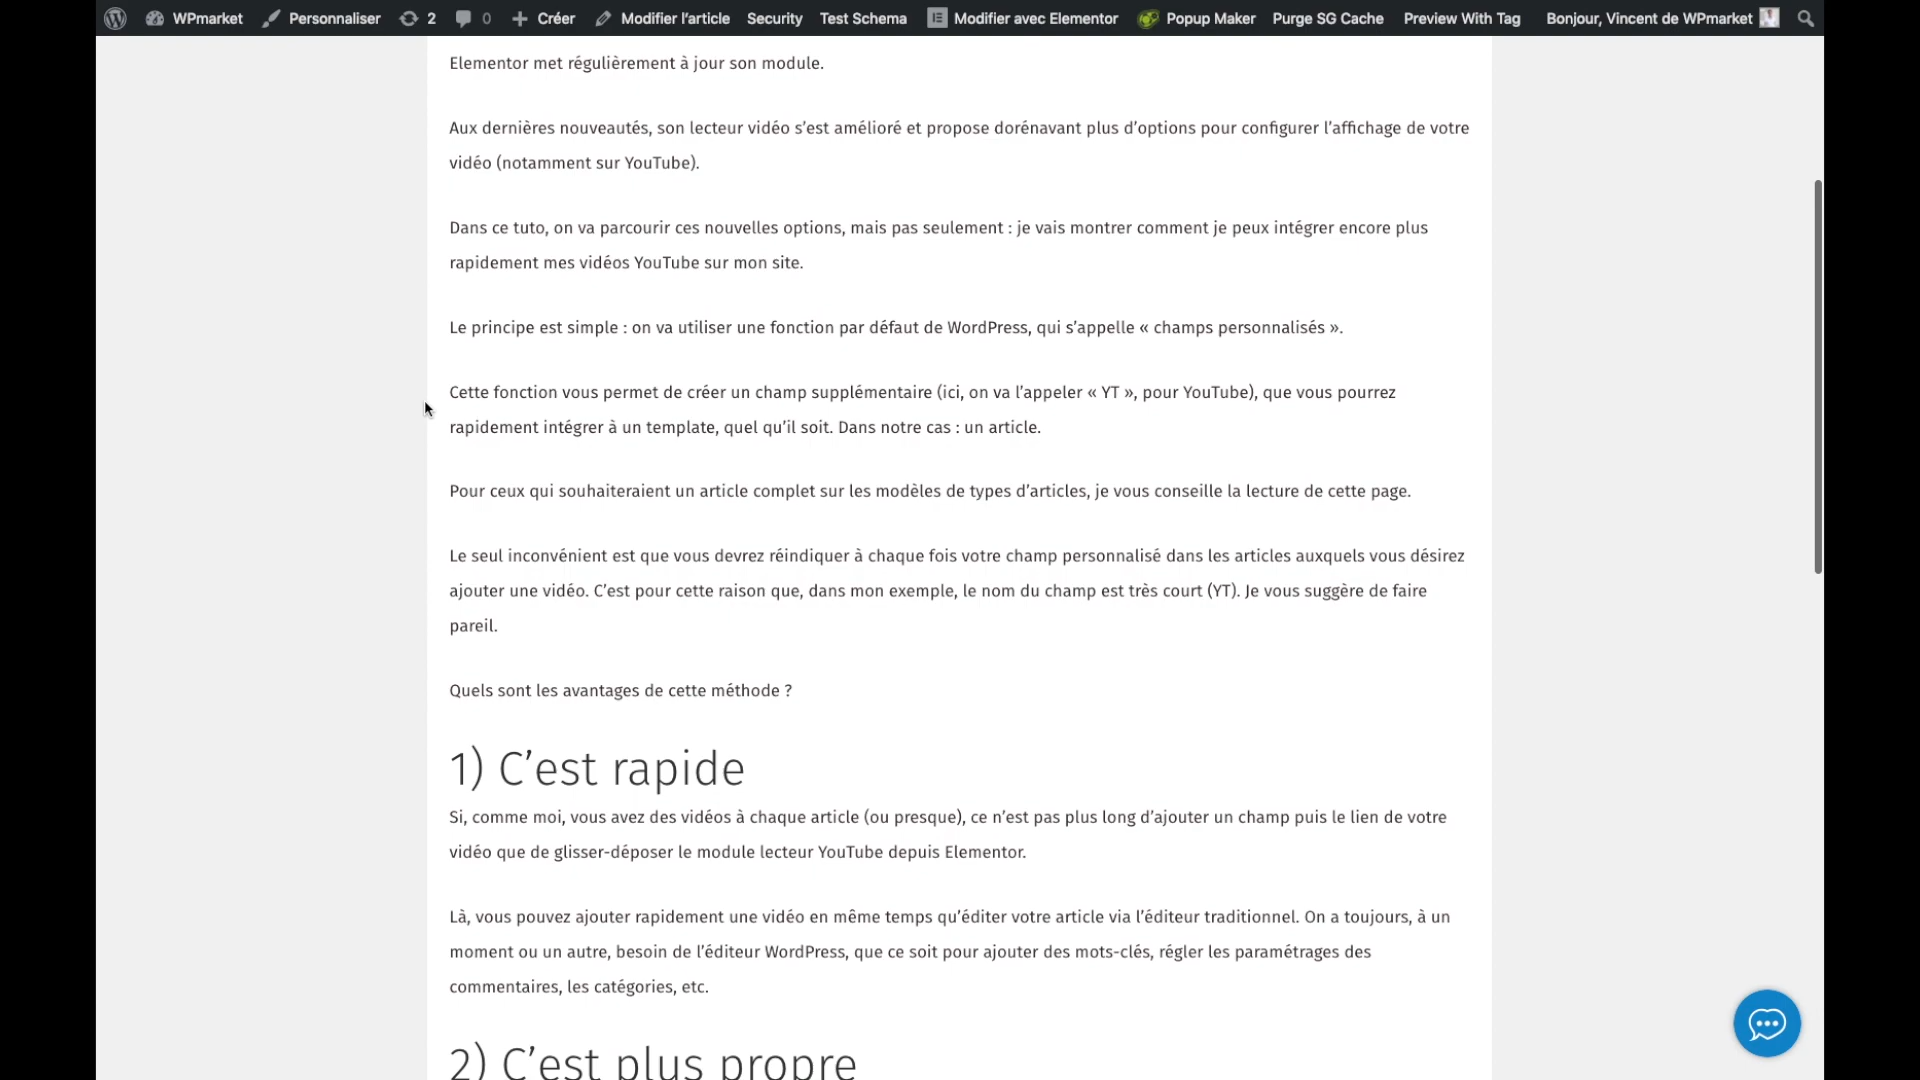 WPmarket Personnaliser 2 0 Créer Modifier l'article Security Test Schema Modifier avec Elementor Popup Maker Purge SG Cache Preview With Tag Bonjour, Vincent de WPmarket
Elementor met régulièrement à jour son module.
Aux dernières nouveautés, son lecteur vidéo s’est amélioré et propose dorénavant plus d’options pour configurer l’affichage de votre
vidéo (notamment sur YouTube).
Dans ce tuto, on va parcourir ces nouvelles options, mais pas seulement : je vais montrer comment je peux intégrer encore plus
rapidement mes vidéos YouTube sur mon site.
Le principe est simple : on va utiliser une fonction par défaut de WordPress, qui s’appelle « champs personnalisés ».
Cette fonction vous permet de créer un champ supplémentaire (ici, on va l’appeler « YT », pour YouTube), que vous pourrez
rapidement intégrer à un template, quel qu’il soit. Dans notre cas : un article.
Pour ceux qui souhaiteraient un article complet sur les modèles de types d’articles, je vous conseille la lecture de cette page.
Le seul inconvénient est que vous devrez réindiquer à chaque fois votre champ personnalisé dans les articles auxquels vous désirez
ajouter une vidéo. C’est pour cette raison que, dans mon exemple, le nom du champ est très court (YT). Je vous suggère de faire
pareil.
Quels sont les avantages de cette méthode ?
1) C’est rapide
Si, comme moi, vous avez des vidéos à chaque article (ou presque), ce n’est pas plus long d’ajouter un champ puis le lien de votre
vidéo que de glisser-déposer le module lecteur YouTube depuis Elementor.
Là, vous pouvez ajouter rapidement une vidéo en même temps qu’éditer votre article via l’éditeur traditionnel. On a toujours, à un
moment ou un autre, besoin de l’éditeur WordPress, que ce soit pour ajouter des mots-clés, régler les paramétrages des
commentaires, les catégories, etc.
2) C’est plus propre